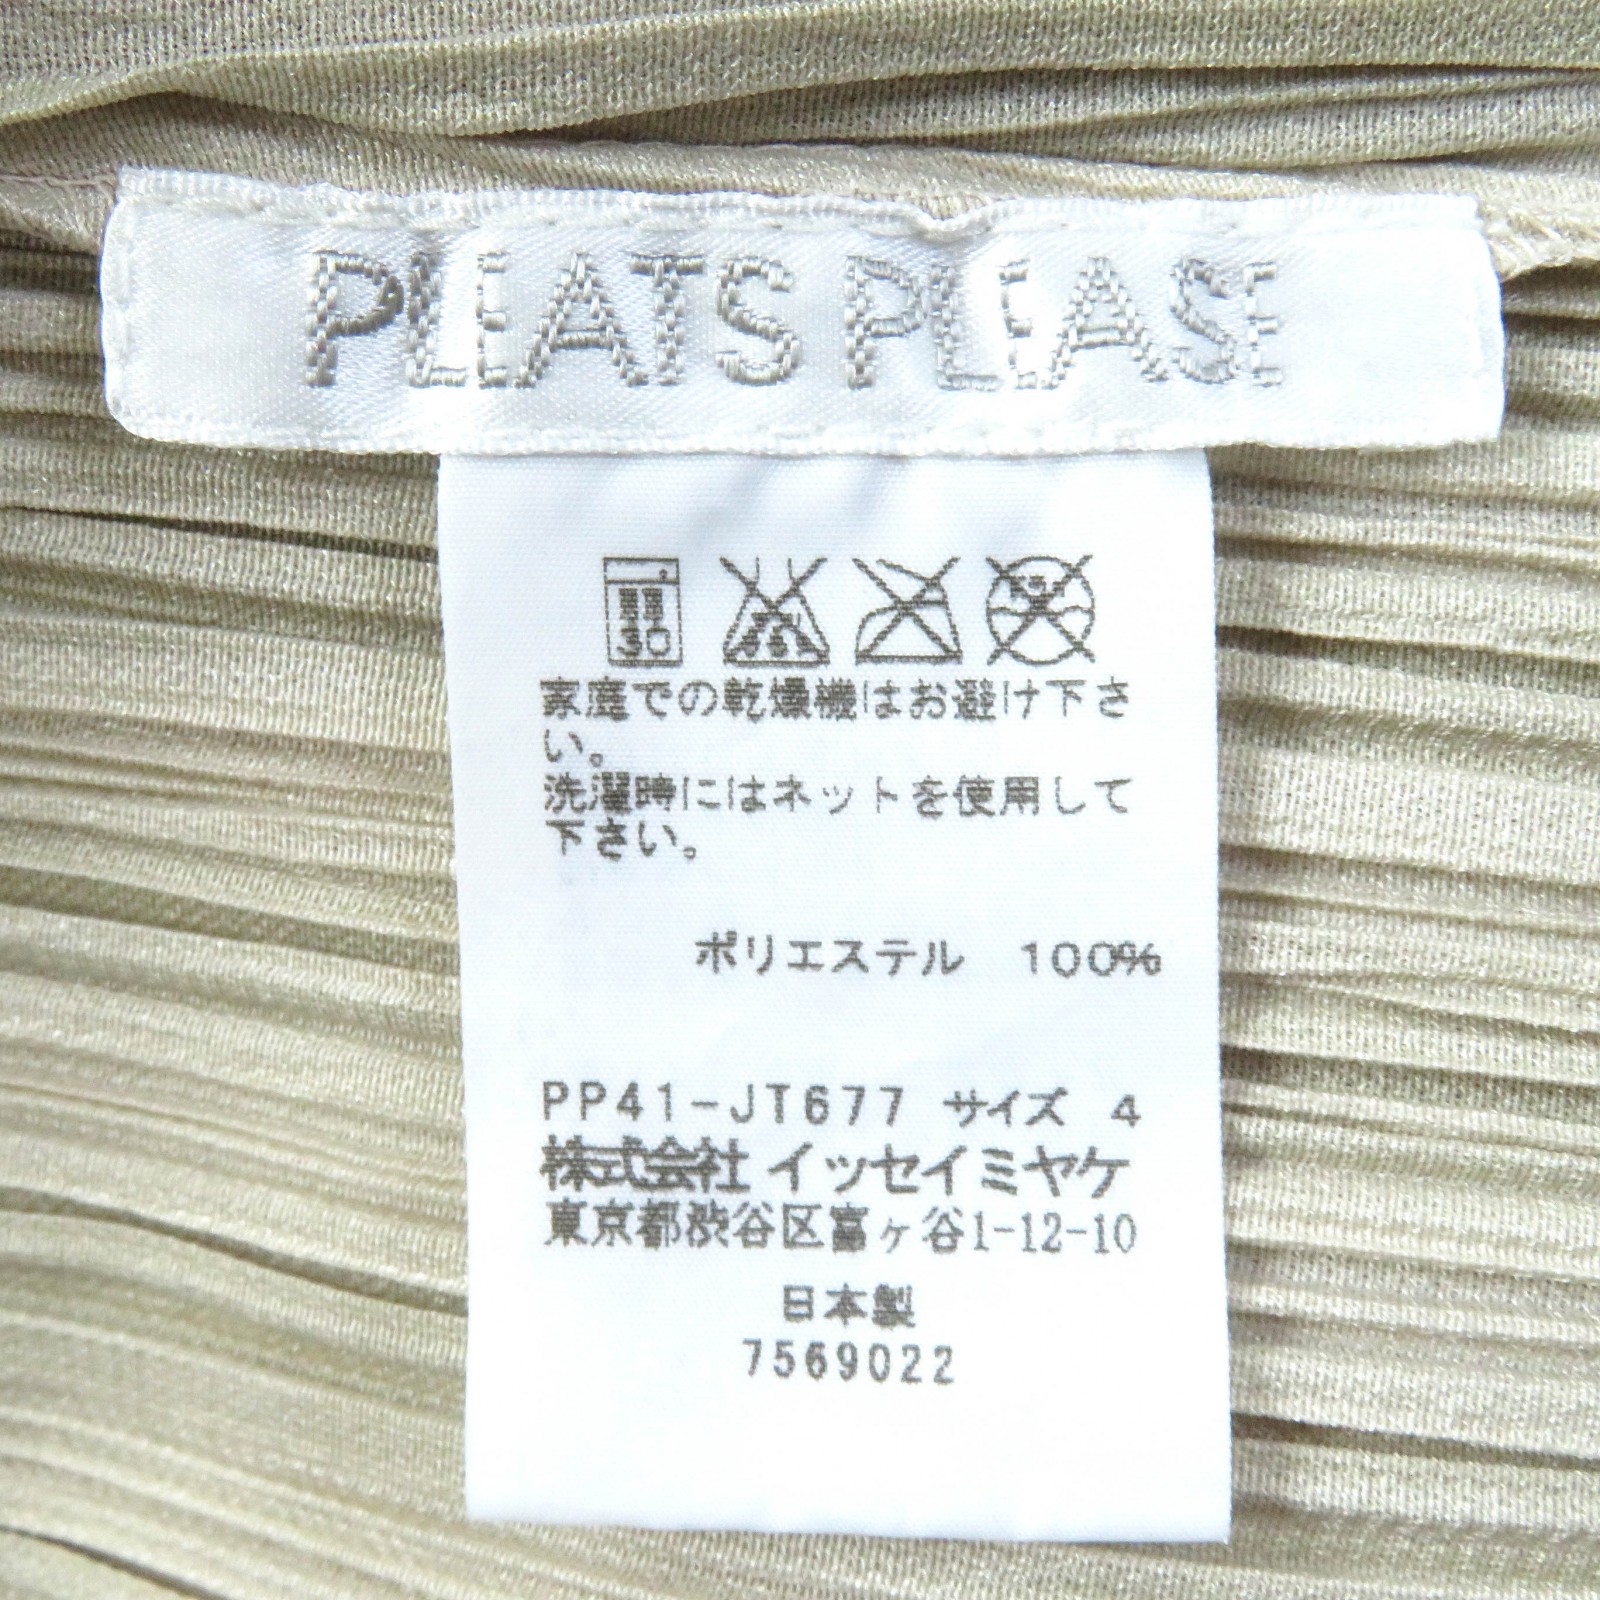 PLEATS PLEASE
30
家庭での乾燥機はお避け下さ
い。
洗濯時にはネットを使用して
下さい。
ポリエステル 100%
PP41-JT677 サイズ 4
株式会社 イッセイミヤケ
東京都渋谷区富ヶ谷1-12-10
日本製
7569022